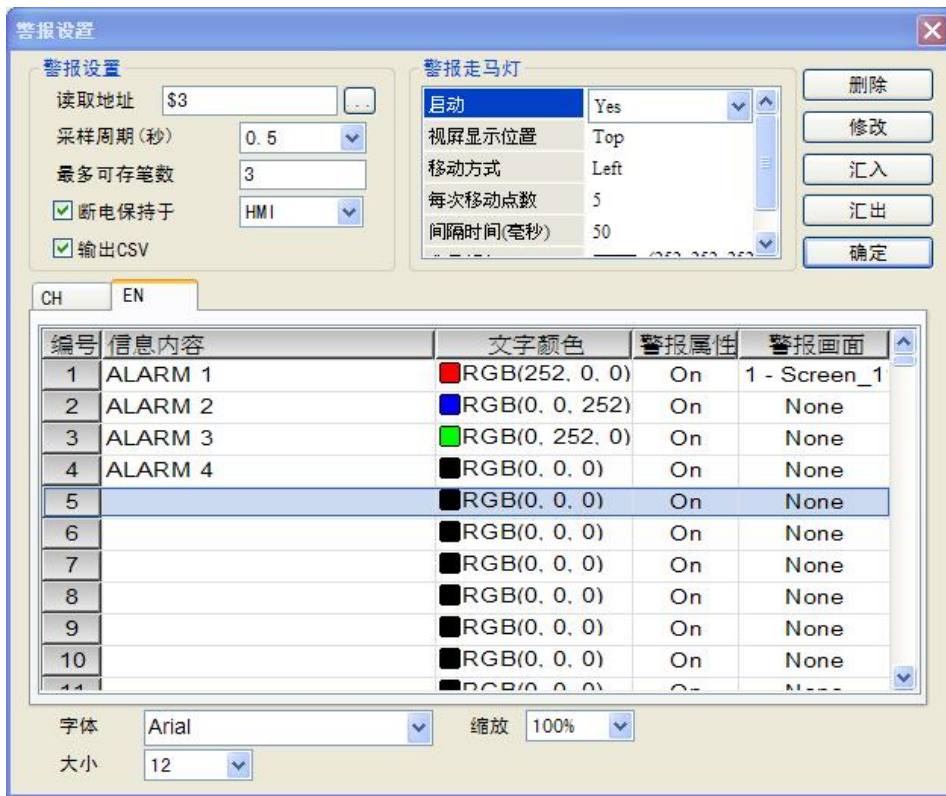 警报设置
警报设置
读取地址 $3 ...
采样周期(秒) 0.5
最多可存笔数 3
断电保持于 HMI
输出CSV
警报走马灯
启动 Yes
视屏显示位置 Top
移动方式 Left
每次移动点数 5
间隔时间(毫秒) 50
删除
修改
汇入
汇出
确定
CH EN
编号 信息内容 文字颜色 警报属性 警报画面
1 ALARM 1 RGB(252, 0, 0) On 1 - Screen_1
2 ALARM 2 RGB(0, 0, 252) On None
3 ALARM 3 RGB(0, 252, 0) On None
4 ALARM 4 RGB(0, 0, 0) On None
5 RGB(0, 0, 0) On None
6 RGB(0, 0, 0) On None
7 RGB(0, 0, 0) On None
8 RGB(0, 0, 0) On None
9 RGB(0, 0, 0) On None
10 RGB(0, 0, 0) On None
字体 Arial 缩放 100%
大小 12